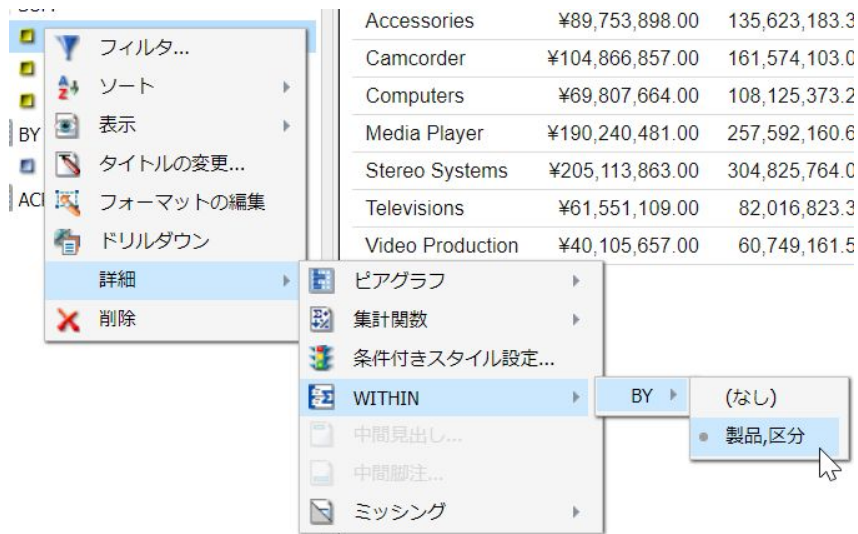 フィルタ...
ソート
表示
タイトルの変更...
フォーマットの編集
ドリルダウン
詳細
削除
BY
Accessories ¥89,753,898.00 135,623,183.3
Camcorder ¥104,866,857.00 161,574,103.0
Computers ¥69,807,664.00 108,125,373.2
Media Player ¥190,240,481.00 257,592,160.6
Stereo Systems ¥205,113,863.00 304,825,764.0
Televisions ¥61,551,109.00 82,016,823.3
Video Production ¥40,105,657.00 60,749,161.5
ピアグラフ
集計関数
条件付きスタイル設定...
WITHIN
中間見出し...
中間脚注...
ミッシング
BY
(なし)
製品,区分